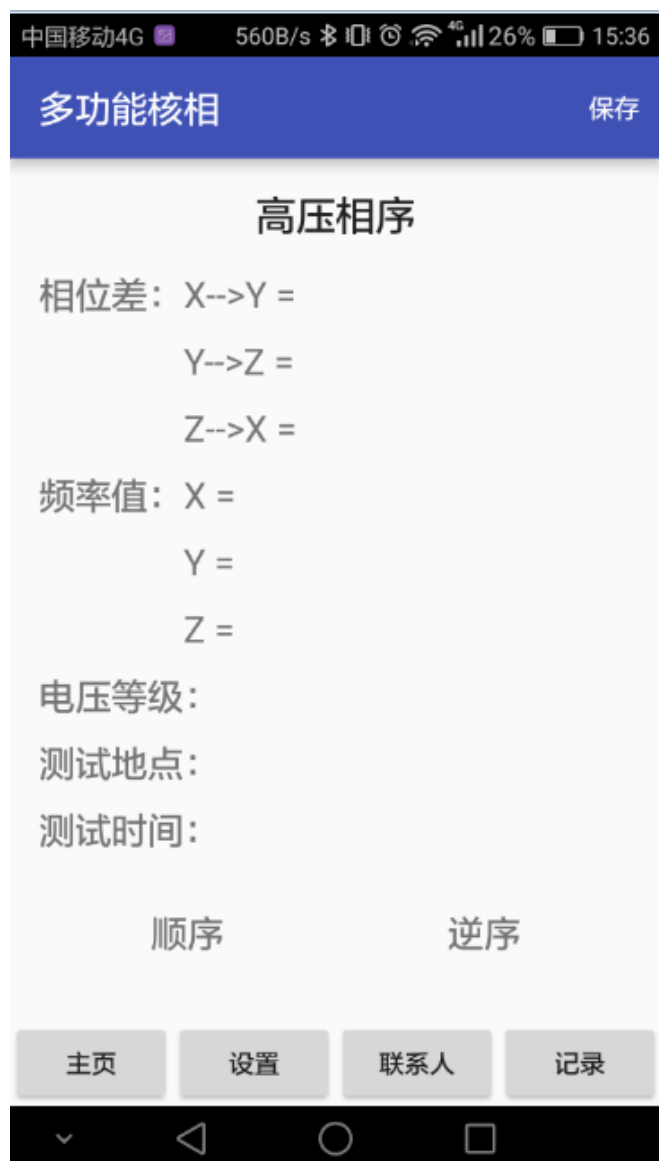 中国移动4G 560B/s 4G 26% 15:36
多功能核相 保存
高压相序
相位差：X-->Y =
Y-->Z =
Z-->X =
频率值：X =
Y =
Z =
电压等级：
测试地点：
测试时间：
顺序 逆序
主页 设置 联系人 记录